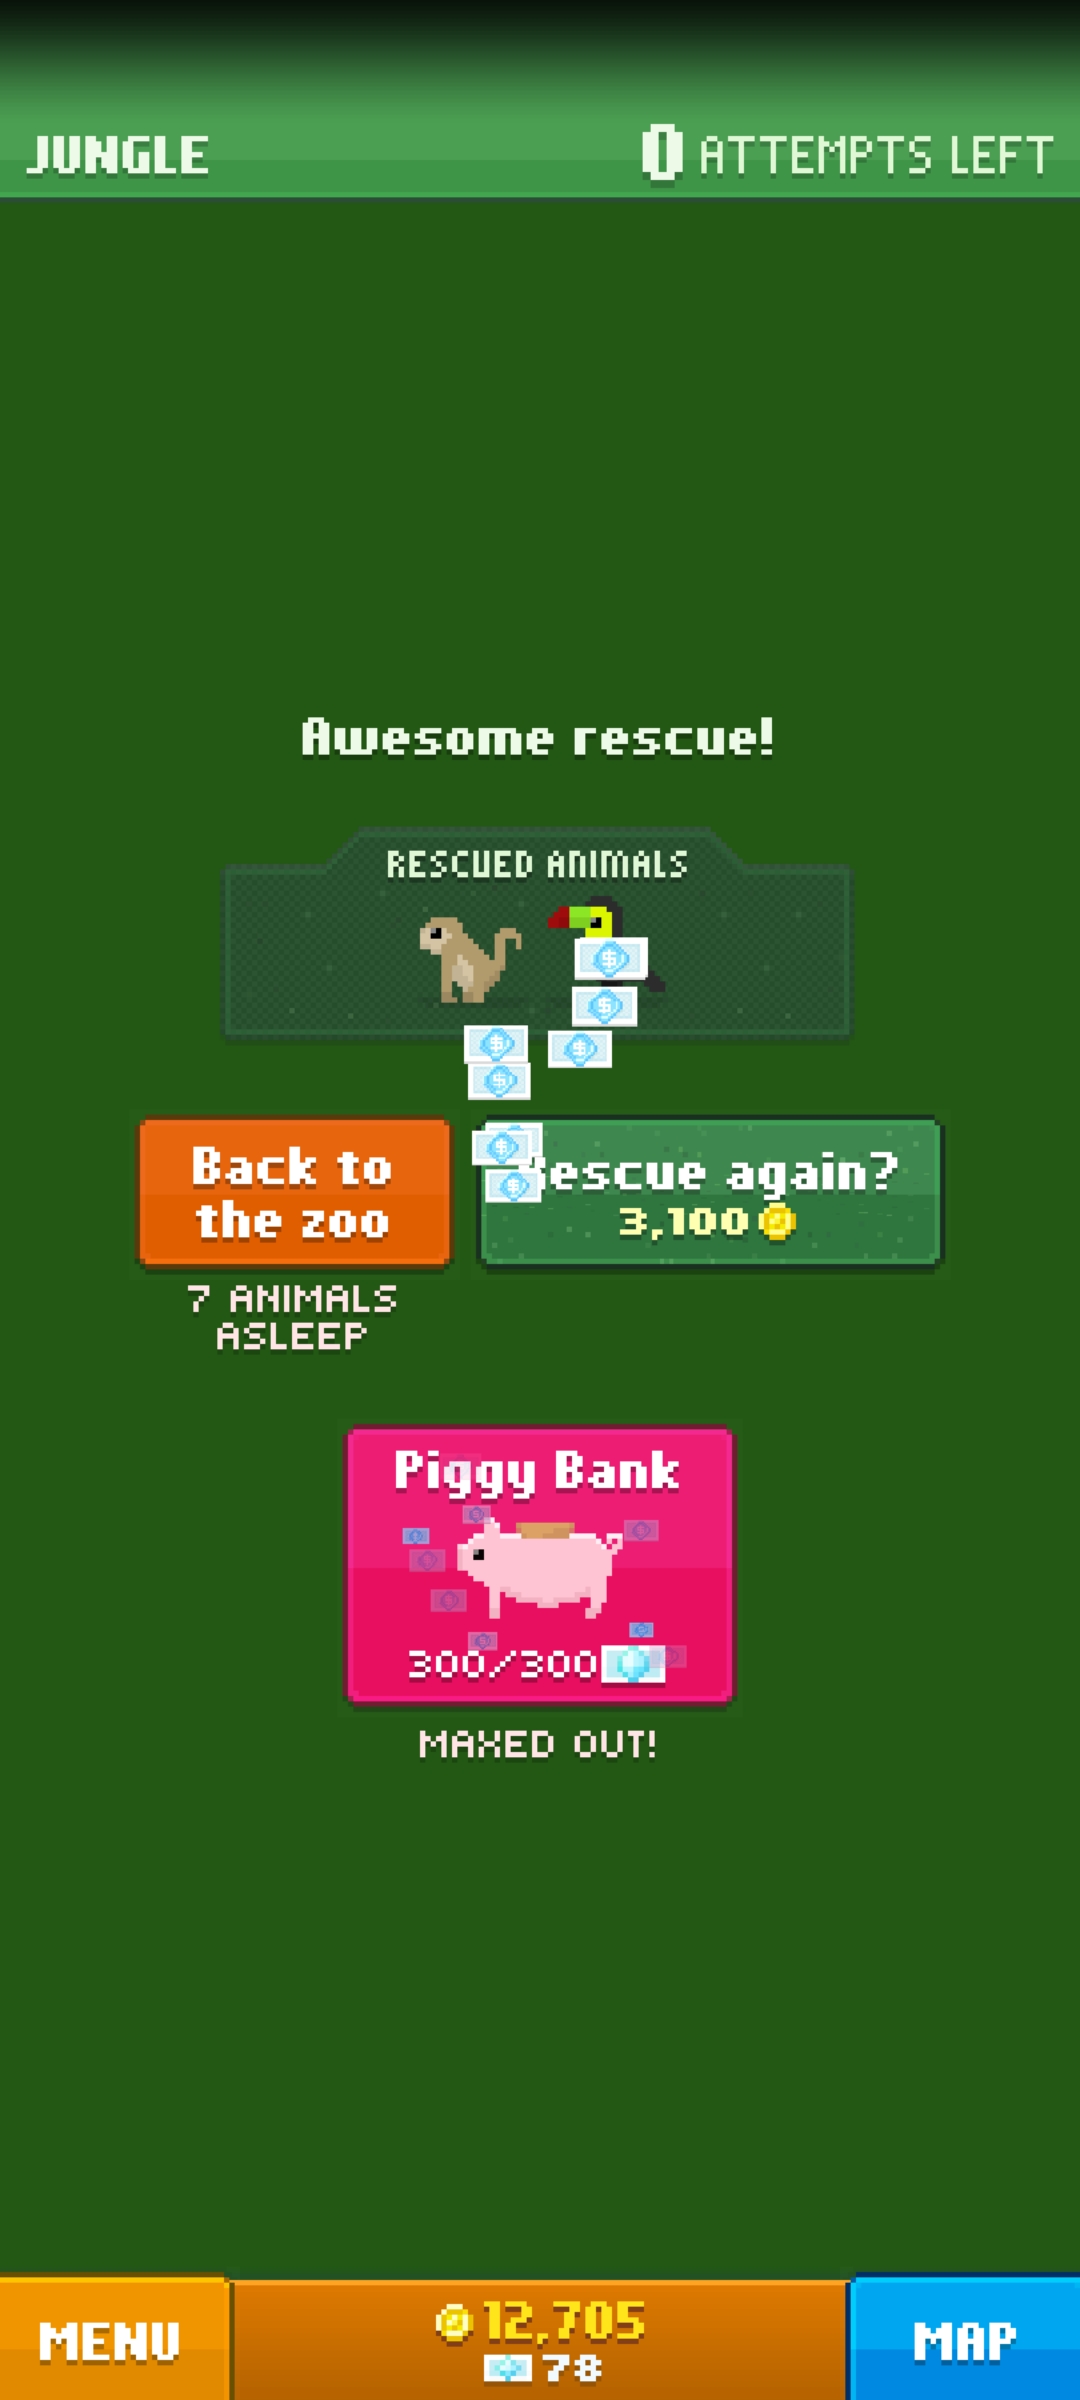 JUNGLE
0 ATTEMPTS LEFT
Awesome rescue!
RESCUED ANIMALS
Back to
the zoo
Rescue again?
3,100
7 ANIMALS
ASLEEP
Piggy Bank
300/300
MAXED OUT!
MENU
12,705
78
MAP